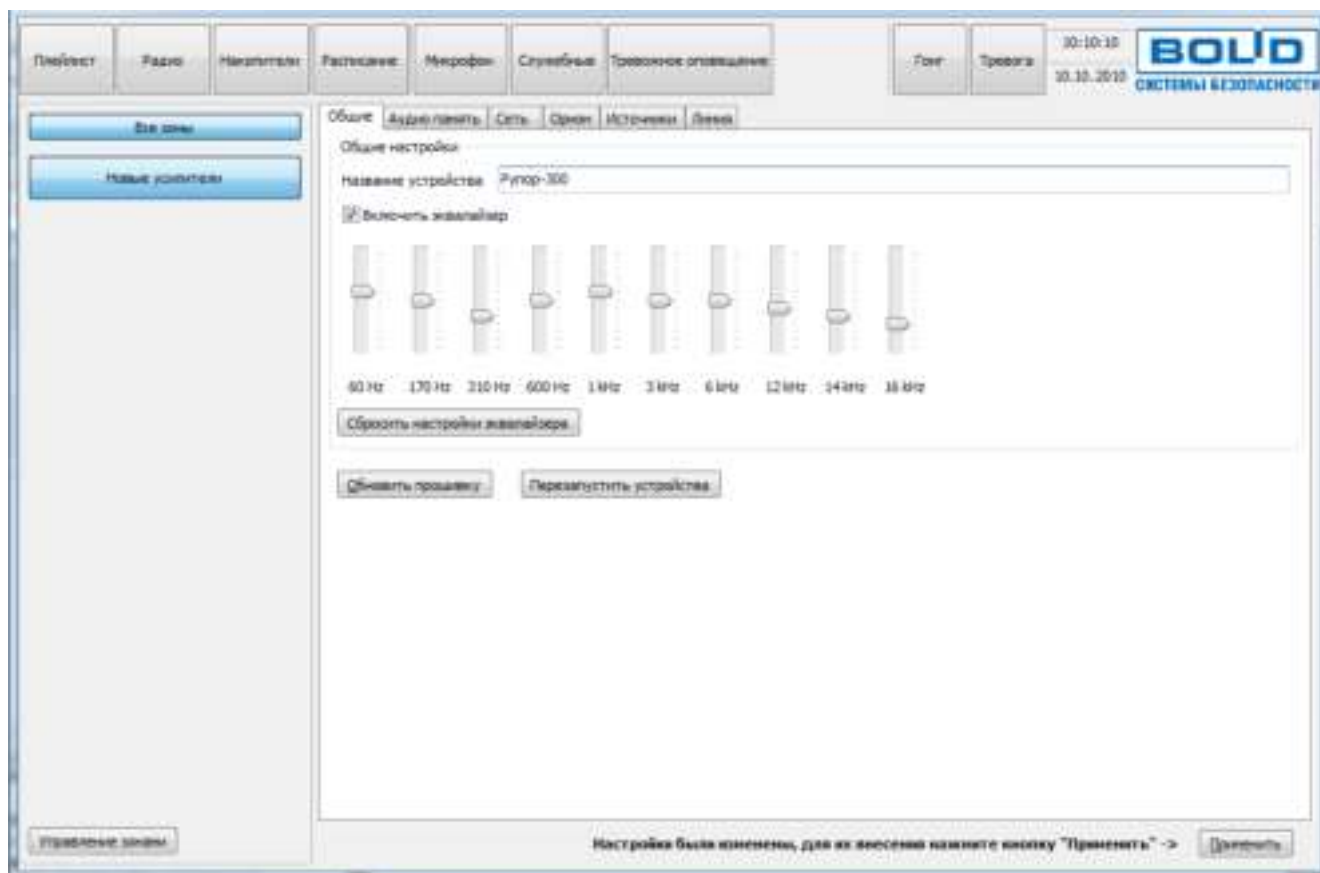 Плейлист Радио Накопители Расписание Микрофон Служебные Тревожное оповещение Гонг Тревога 10:10:10
10.10.2010
BOLID
СИСТЕМЫ БЕЗОПАСНОСТИ
Все зоны
Новые усилители
Общие Аудио память Сеть Орион Источники Линия
Общие настройки
Название устройства Рупор-300
Включить эквалайзер
60 Hz 170 Hz 310 Hz 600 Hz 1 kHz 3 kHz 6 kHz 12 kHz 14 kHz 16 kHz
Сбросить настройки эквалайзера
Обновить прошивку Перезапустить устройства
Управление зонами
Настройки были изменены, для их внесения нажмите кнопку "Применить" -> Применить